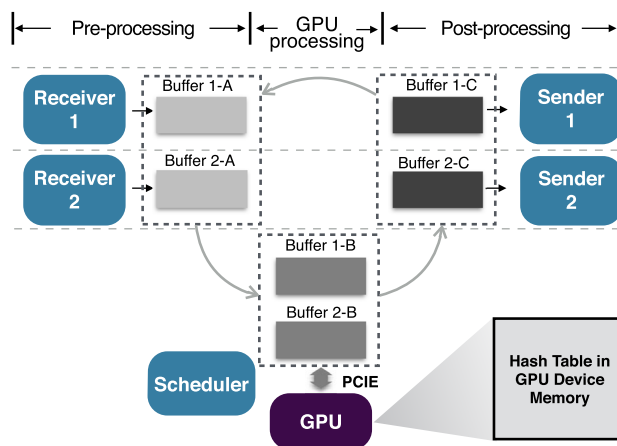 Pre-processing
GPU
processing
Post-processing
Receiver
1
Buffer 1-A
Buffer 1-C
Sender
1
Receiver
2
Buffer 2-A
Buffer 2-C
Sender
2
Buffer 1-B
Buffer 2-B
Scheduler
PCIE
GPU
Hash Table in
GPU Device
Memory